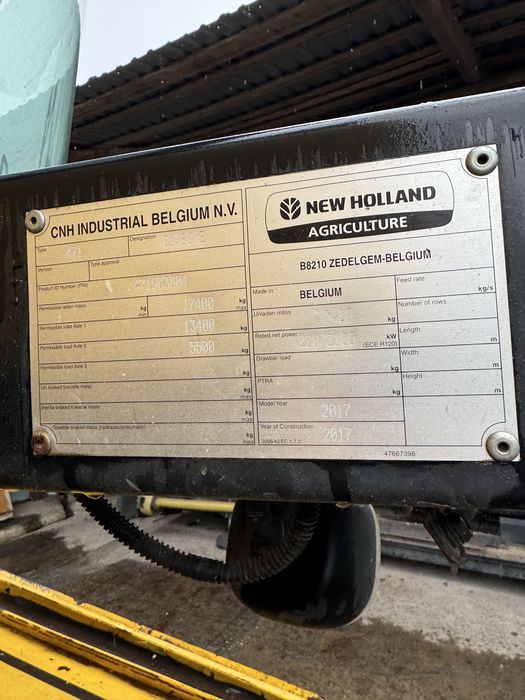 CNH INDUSTRIAL BELGIUM N.V.
Type
471
Designation
Version
Type approval
Product ID Number (PIN)
Permissible laden mass
kg
min
17400
kg
max
Permissible load Axle 1
13400
kg
Permissible load Axle 2
5500
kg
Permissible load Axle 3
kg
Un-braked towable mass
kg
max
Inertia-braked towable mass
kg
max
Towable braked mass (hydraulic/pneumatic)
kg
max
NEW HOLLAND
AGRICULTURE
B8210 ZEDELGEM-BELGIUM
Made in
BELGIUM
Unladen mass
kg
Rated net power
kW
(ECE R120)
Drawbar load
kg
PTRA
kg
Model Year
2017
Year of Construction
2006/42/EC 1.7.3
2017
Feed rate
kg/s
Number of rows
Length
m
Width
m
Height
m
47667398